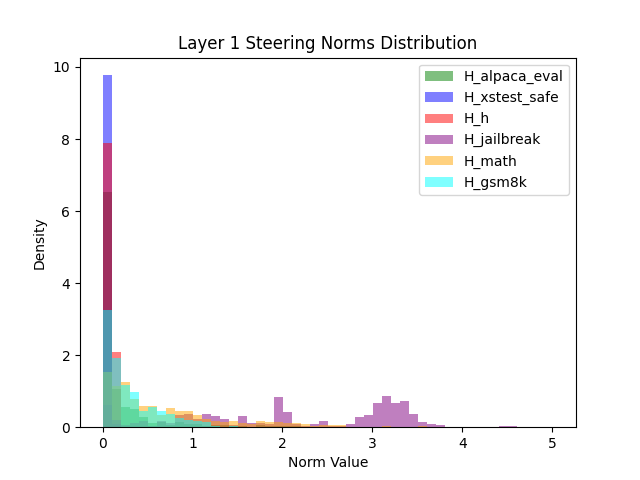 Layer 1 Steering Norms Distribution
H_alpaca_eval
H_xstest_safe
H_h
H_jailbreak
H_math
H_gsm8k
Density
10
8
6
4
2
0
0 1 2 3 4 5
Norm Value